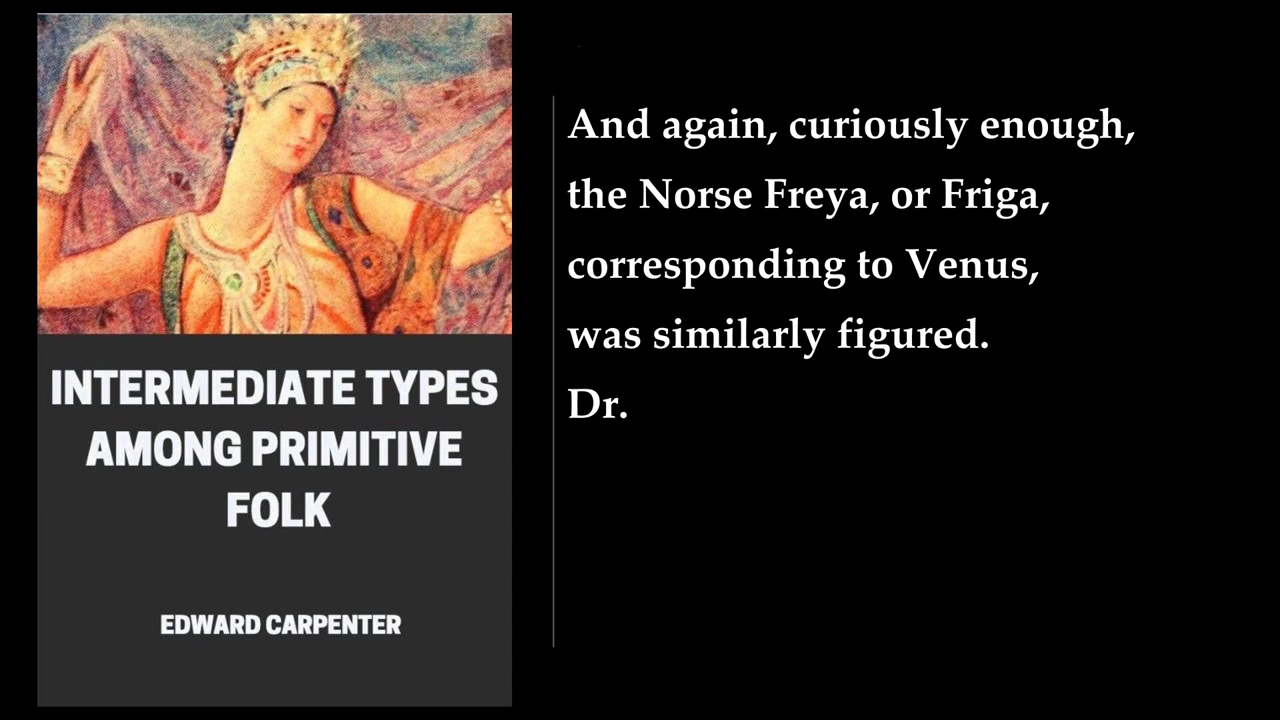 INTERMEDIATE TYPES
AMONG PRIMITIVE
FOLK
EDWARD CARPENTER
And again, curiously enough,
the Norse Freya, or Friga,
corresponding to Venus,
was similarly figured.
Dr.